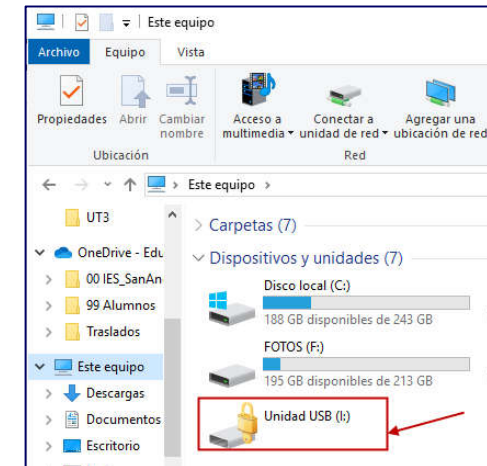 Este equipo
Archivo Equipo Vista
Propiedades Abrir Cambiar nombre
Acceso a multimedia Conectar a unidad de red Agregar una ubicación de red
Ubicación Red
Este equipo
UT3
OneDrive - Edu
00 IES_SanAn
99 Alumnos
Traslados
Este equipo
Descargas
Documentos
Escritorio
Carpetas (7)
Dispositivos y unidades (7)
Disco local (C:)
188 GB disponibles de 243 GB
FOTOS (F:)
195 GB disponibles de 213 GB
Unidad USB (I:)